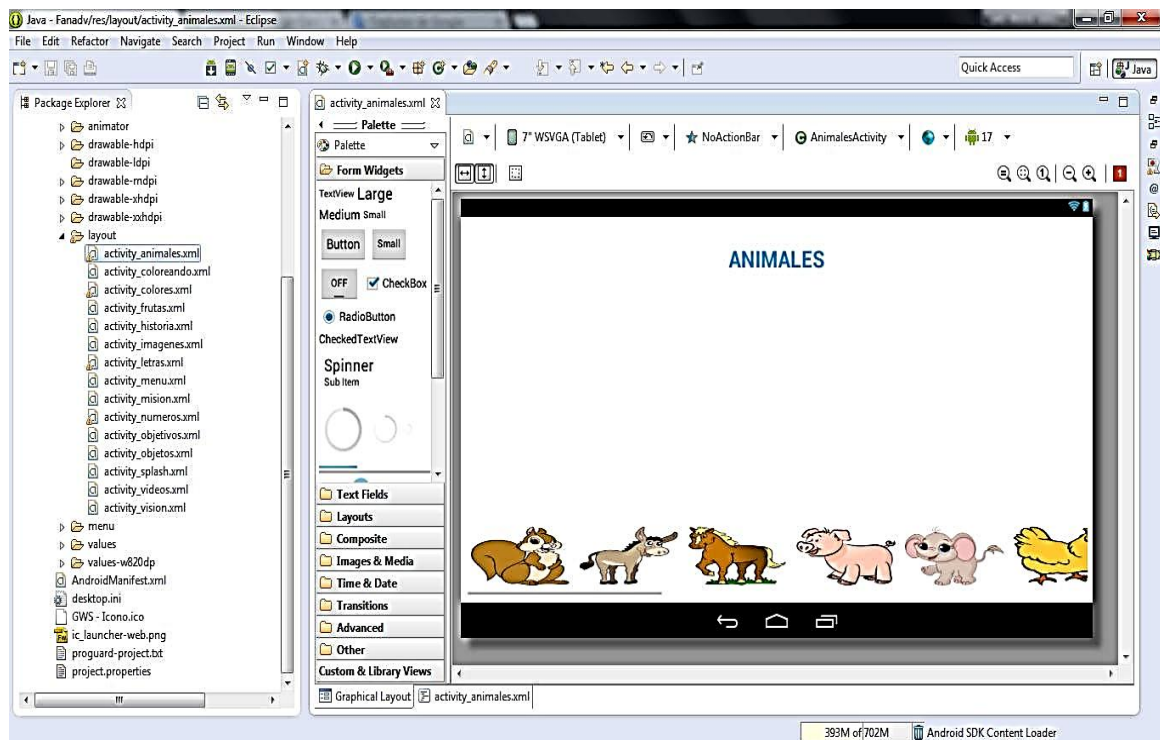 Java - Fanadv/res/layout/activity_animales.xml - Eclipse
File Edit Refactor Navigate Search Project Run Window Help
Quick Access
Java
Package Explorer
animator
drawable-hdpi
drawable-ldpi
drawable-mdpi
drawable-xhdpi
drawable-xxhdpi
layout
activity_animales.xml
activity_coloreando.xml
activity_colores.xml
activity_frutas.xml
activity_historia.xml
activity_imagenes.xml
activity_letras.xml
activity_menu.xml
activity_mision.xml
activity_numeros.xml
activity_objetivos.xml
activity_objetos.xml
activity_splash.xml
activity_videos.xml
activity_vision.xml
menu
values
values-w820dp
AndroidManifest.xml
desktop.ini
GWS - Icono.ico
ic_launcher-web.png
proguard-project.txt
project.properties
activity_animales.xml
Palette
Palette
Form Widgets
TextView Large
Medium Small
Button Small
OFF CheckBox
RadioButton
CheckedTextView
Spinner
Sub Item
Text Fields
Layouts
Composite
Images & Media
Time & Date
Transitions
Advanced
Other
Custom & Library Views
7" WSVGA (Tablet) NoActionBar AnimalesActivity 17
1
ANIMALES
Graphical Layout activity_animales.xml
393M of 702M Android SDK Content Loader